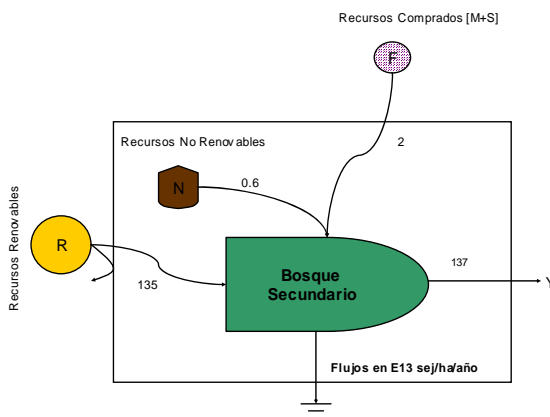 Recursos Comprados [M+S]
F
Recursos No Renovables
2
N
0.6
Recursos Renovables
R
135
Bosque
Secundario
137
Y
Flujos en E13 sej/ha/año